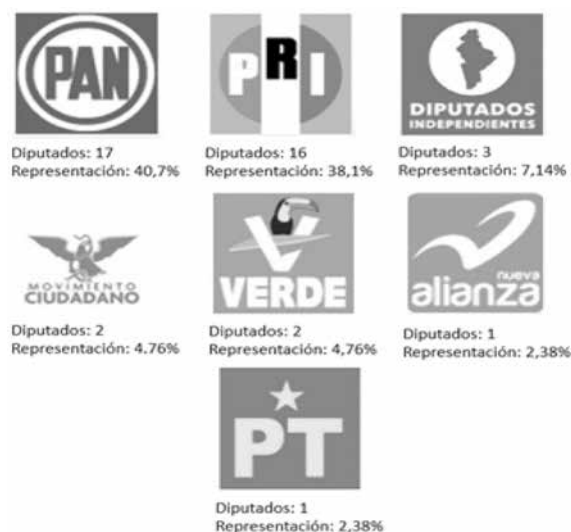 PAN
PRI
DIPUTADOS
INDEPENDIENTES
Diputados: 17
Representación: 40,7%
Diputados: 16
Representación: 38,1%
Diputados: 3
Representación: 7,14%
MOVIMIENTO
CIUDADANO
VERDE
nueva
alianza
Diputados: 2
Representación: 4.76%
Diputados: 2
Representación: 4,76%
Diputados: 1
Representación: 2,38%
PT
Diputados: 1
Representación: 2,38%